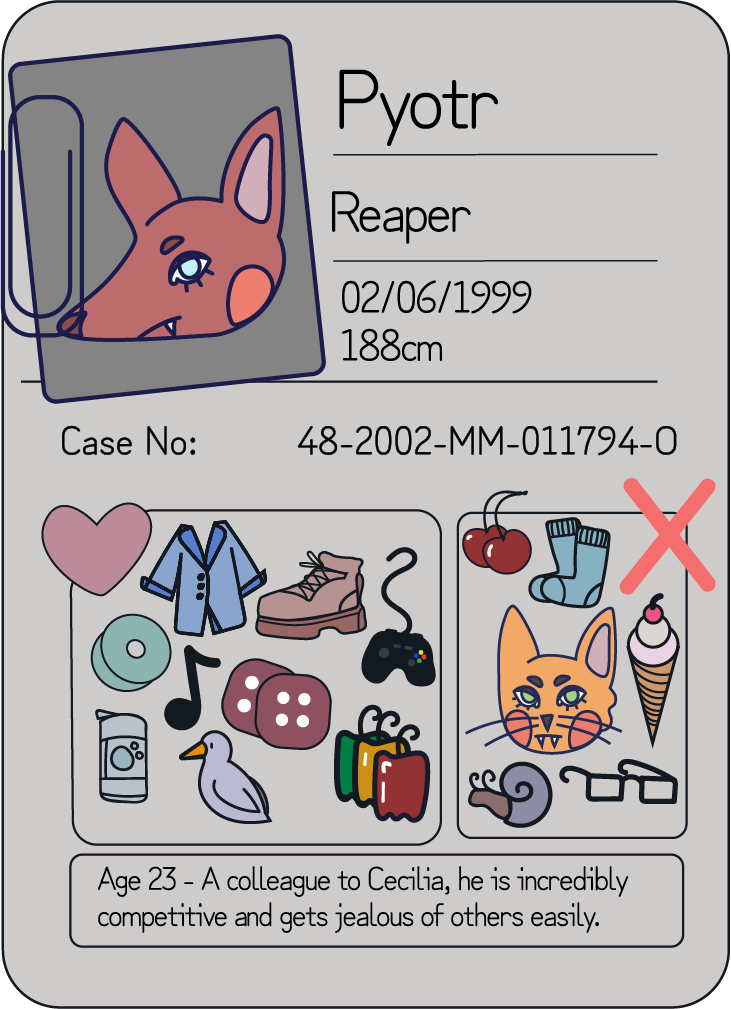 Pyotr
Reaper
02/06/1999
188cm
Case No: 48-2002-MM-011794-O
Age 23 - A colleague to Cecilia, he is incredibly
competitive and gets jealous of others easily.